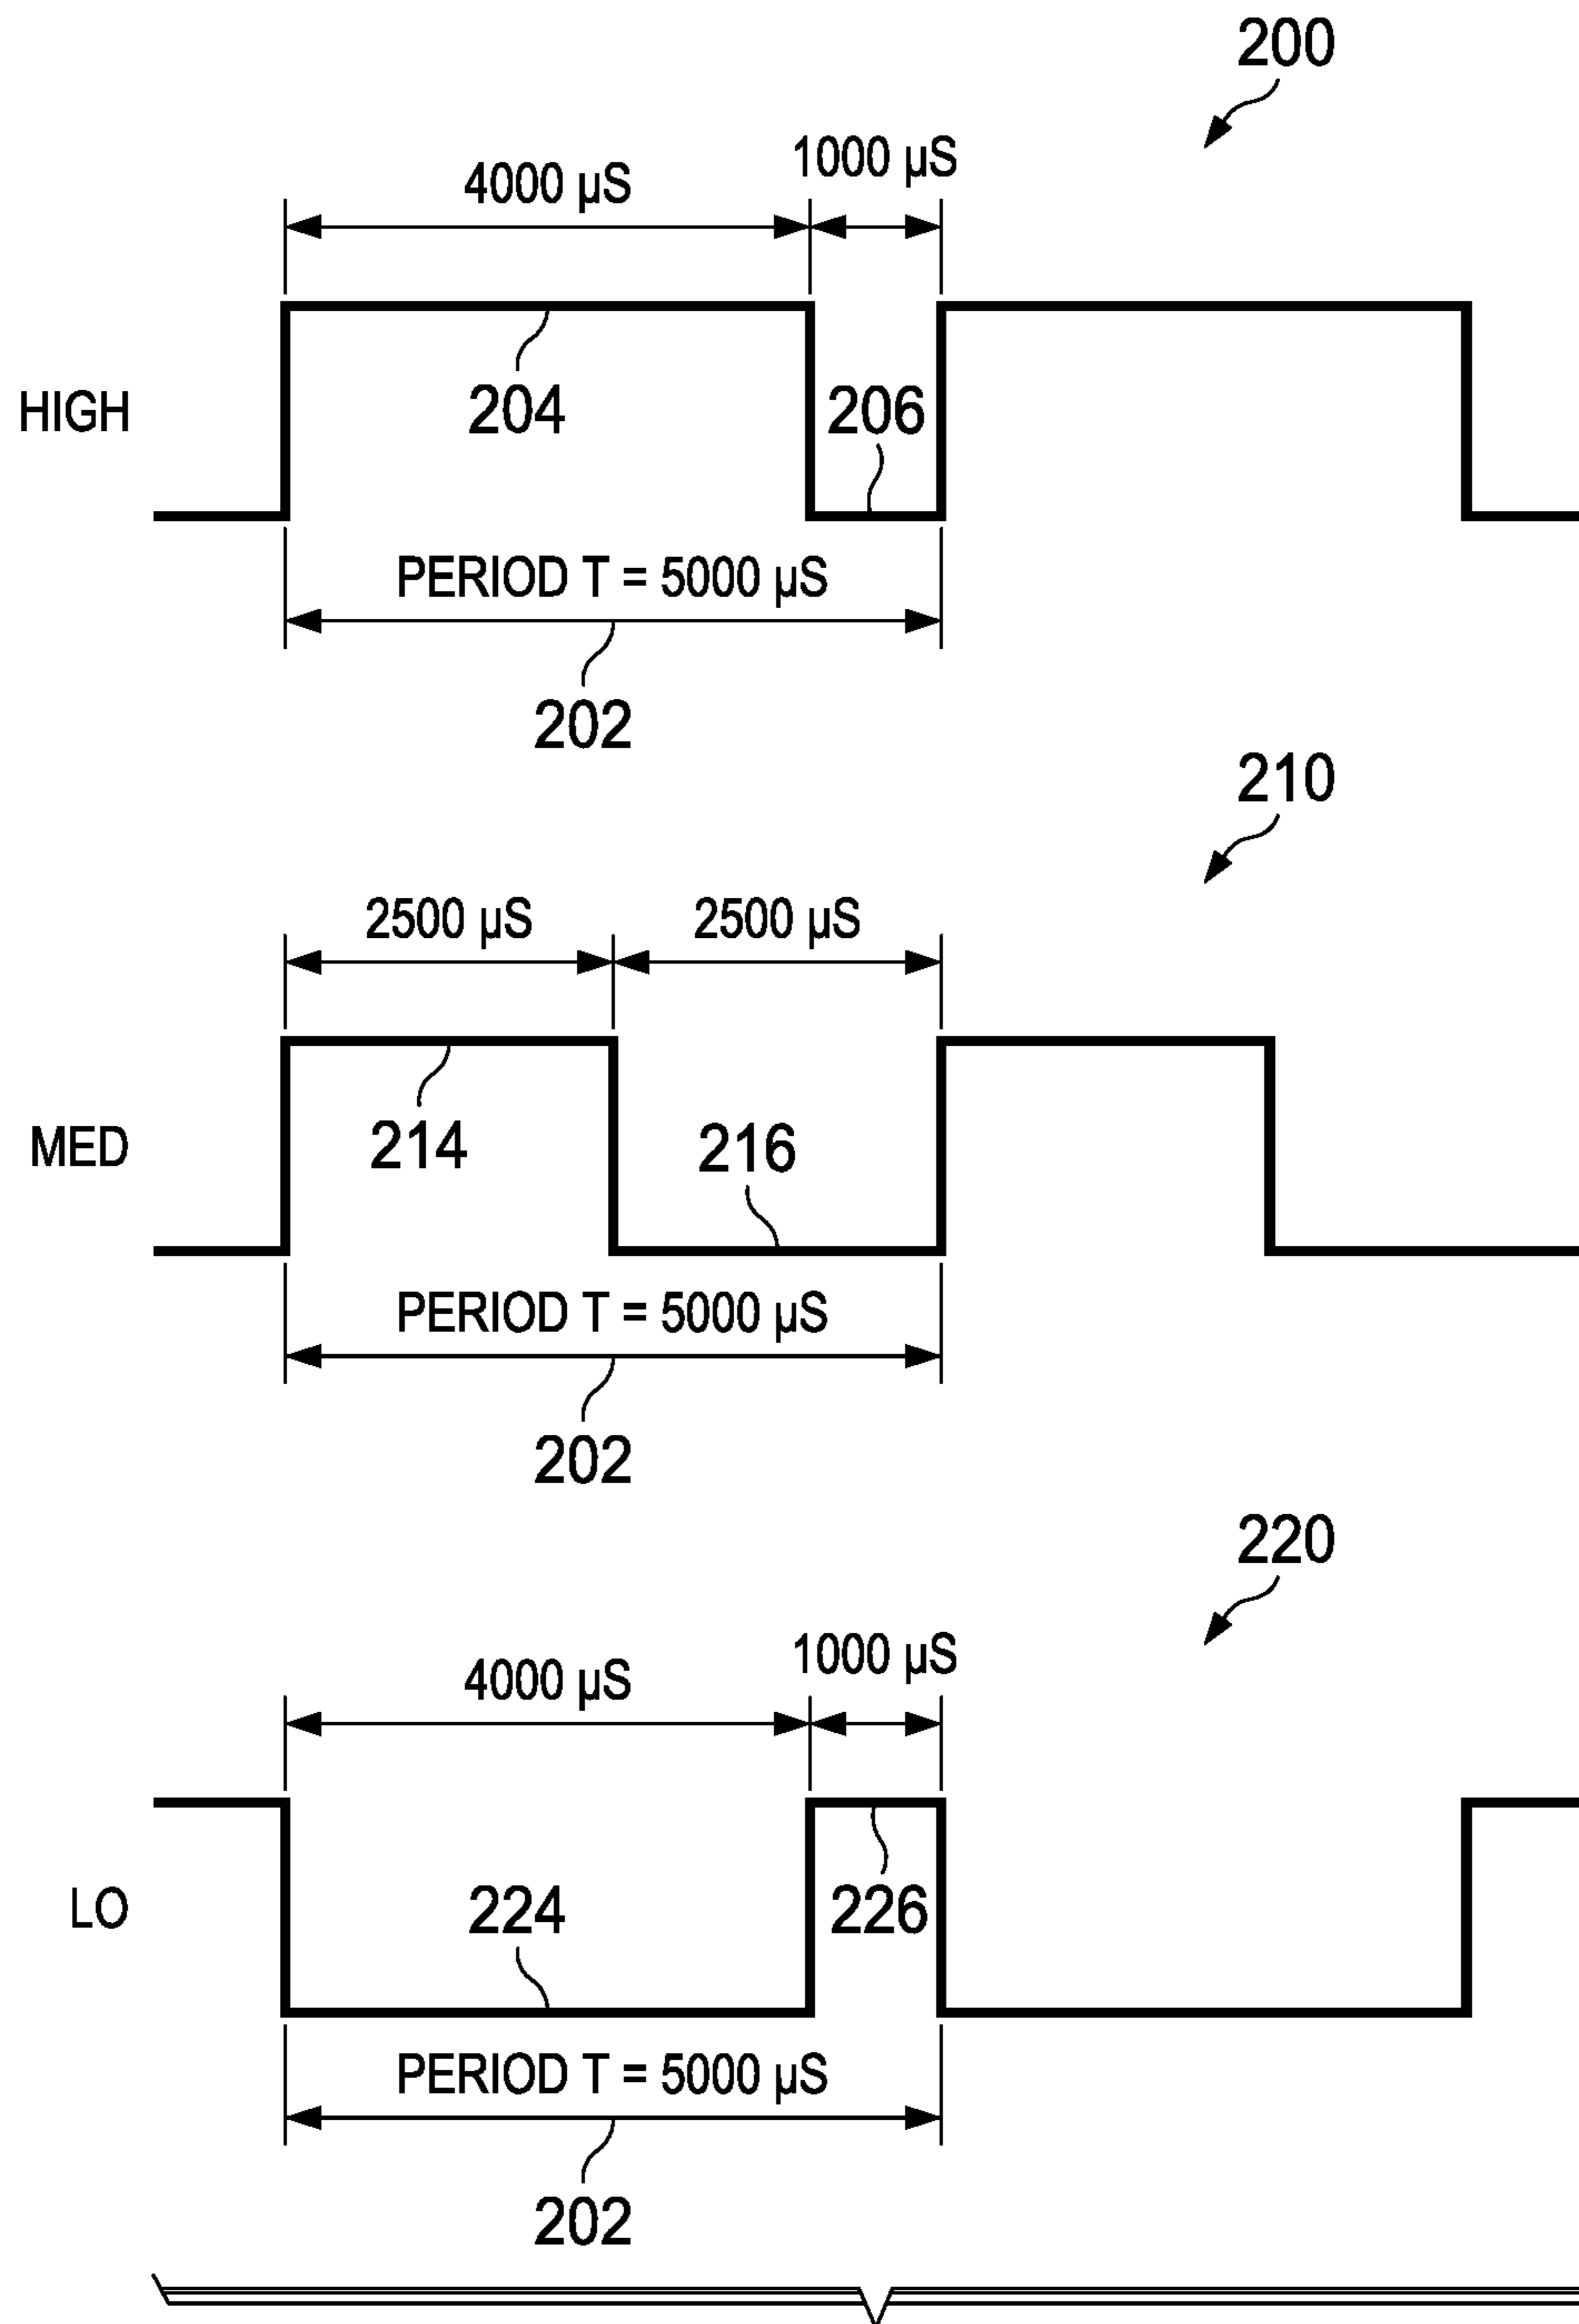 200
4000 µS
1000 µS
HIGH
204
206
PERIOD T = 5000 µS
202
210
2500 µS
2500 µS
MED
214
216
PERIOD T = 5000 µS
202
220
4000 µS
1000 µS
LO
224
226
PERIOD T = 5000 µS
202